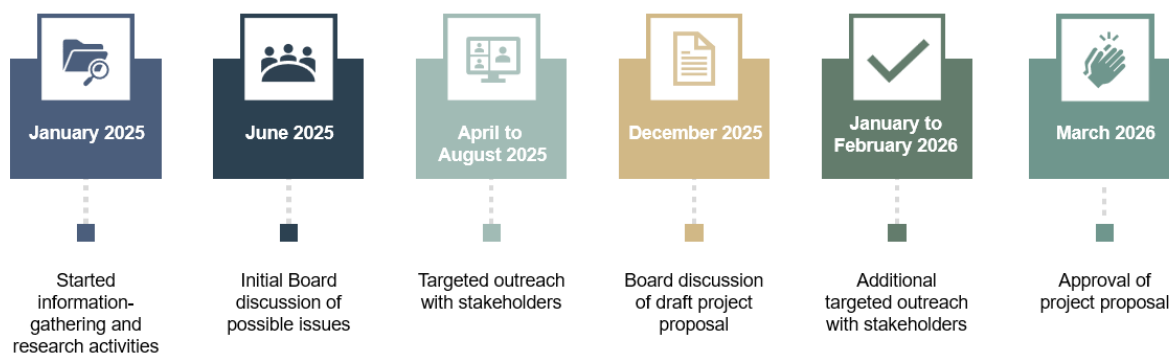 January 2025
June 2025
April to
August 2025
December 2025
January to
February 2026
March 2026
Started
information-
gathering and
research activities
Initial Board
discussion of
possible issues
Targeted outreach
with stakeholders
Board discussion
of draft project
proposal
Additional
targeted outreach
with stakeholders
Approval of
project proposal